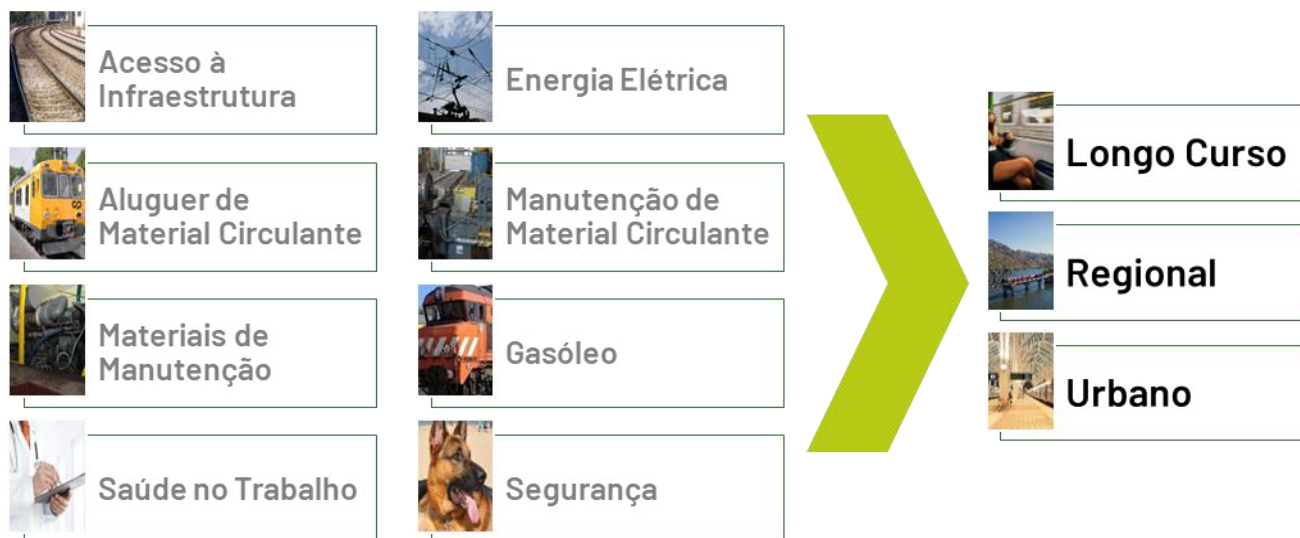 Acesso à
Infraestrutura
Energia Elétrica
Aluguer de
Material Circulante
Manutenção de
Material Circulante
Materiais de
Manutenção
Gasóleo
Saúde no Trabalho
Segurança
Longo Curso
Regional
Urbano